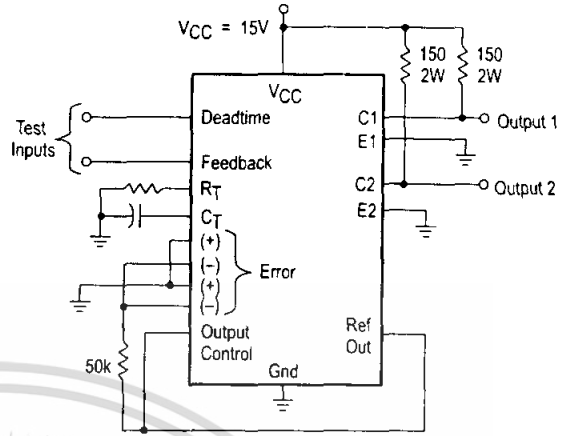 VCC = 15V
150
2W
150
2W
VCC
Test
Inputs
Deadtime
Feedback
RT
CT
(+)
(–)
(+)
(–)
Error
Output
Control
50k
C1
E1
C2
E2
Output 1
Output 2
Ref
Out
Gnd